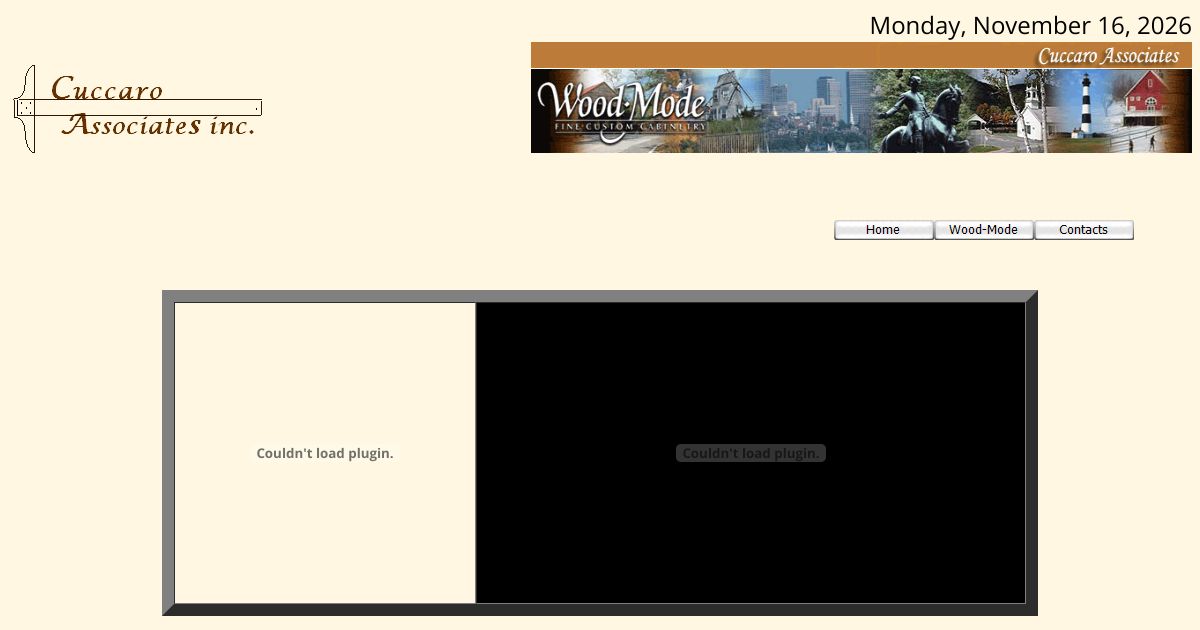 Monday, November 16, 2026
Cuccaro Associates
Cuccaro
Associates inc.
Wood-Mode
FINE CUSTOM CABINETRY
Home
Wood-Mode
Contacts
Couldn't load plugin.
Couldn't load plugin.